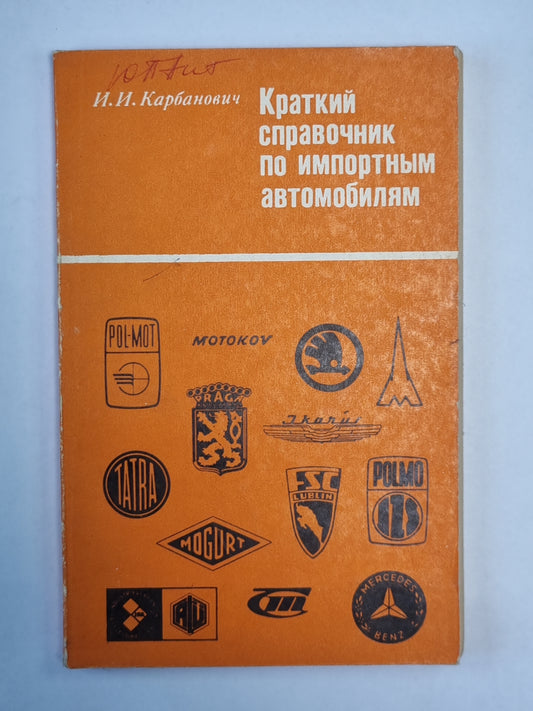 И.И. Карбанович
Краткий
справочник
по импортным
автомобилям
POL-MOT
MOTOKOV
PRAGA
Ikarus
TATRA
FSC
LUBLIN
POLMO
MOGURT
MERCEDES
BENZ